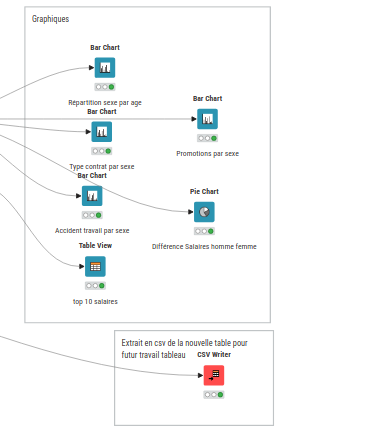 Graphiques
Bar Chart
Répartition sexe par age
Bar Chart
Bar Chart
Type contrat par sexe
Promotions par sexe
Bar Chart
Pie Chart
Accident travail par sexe
Différence Salaires homme femme
Table View
top 10 salaires
Extrait en csv de la nouvelle table pour
futur travail tableau
CSV Writer